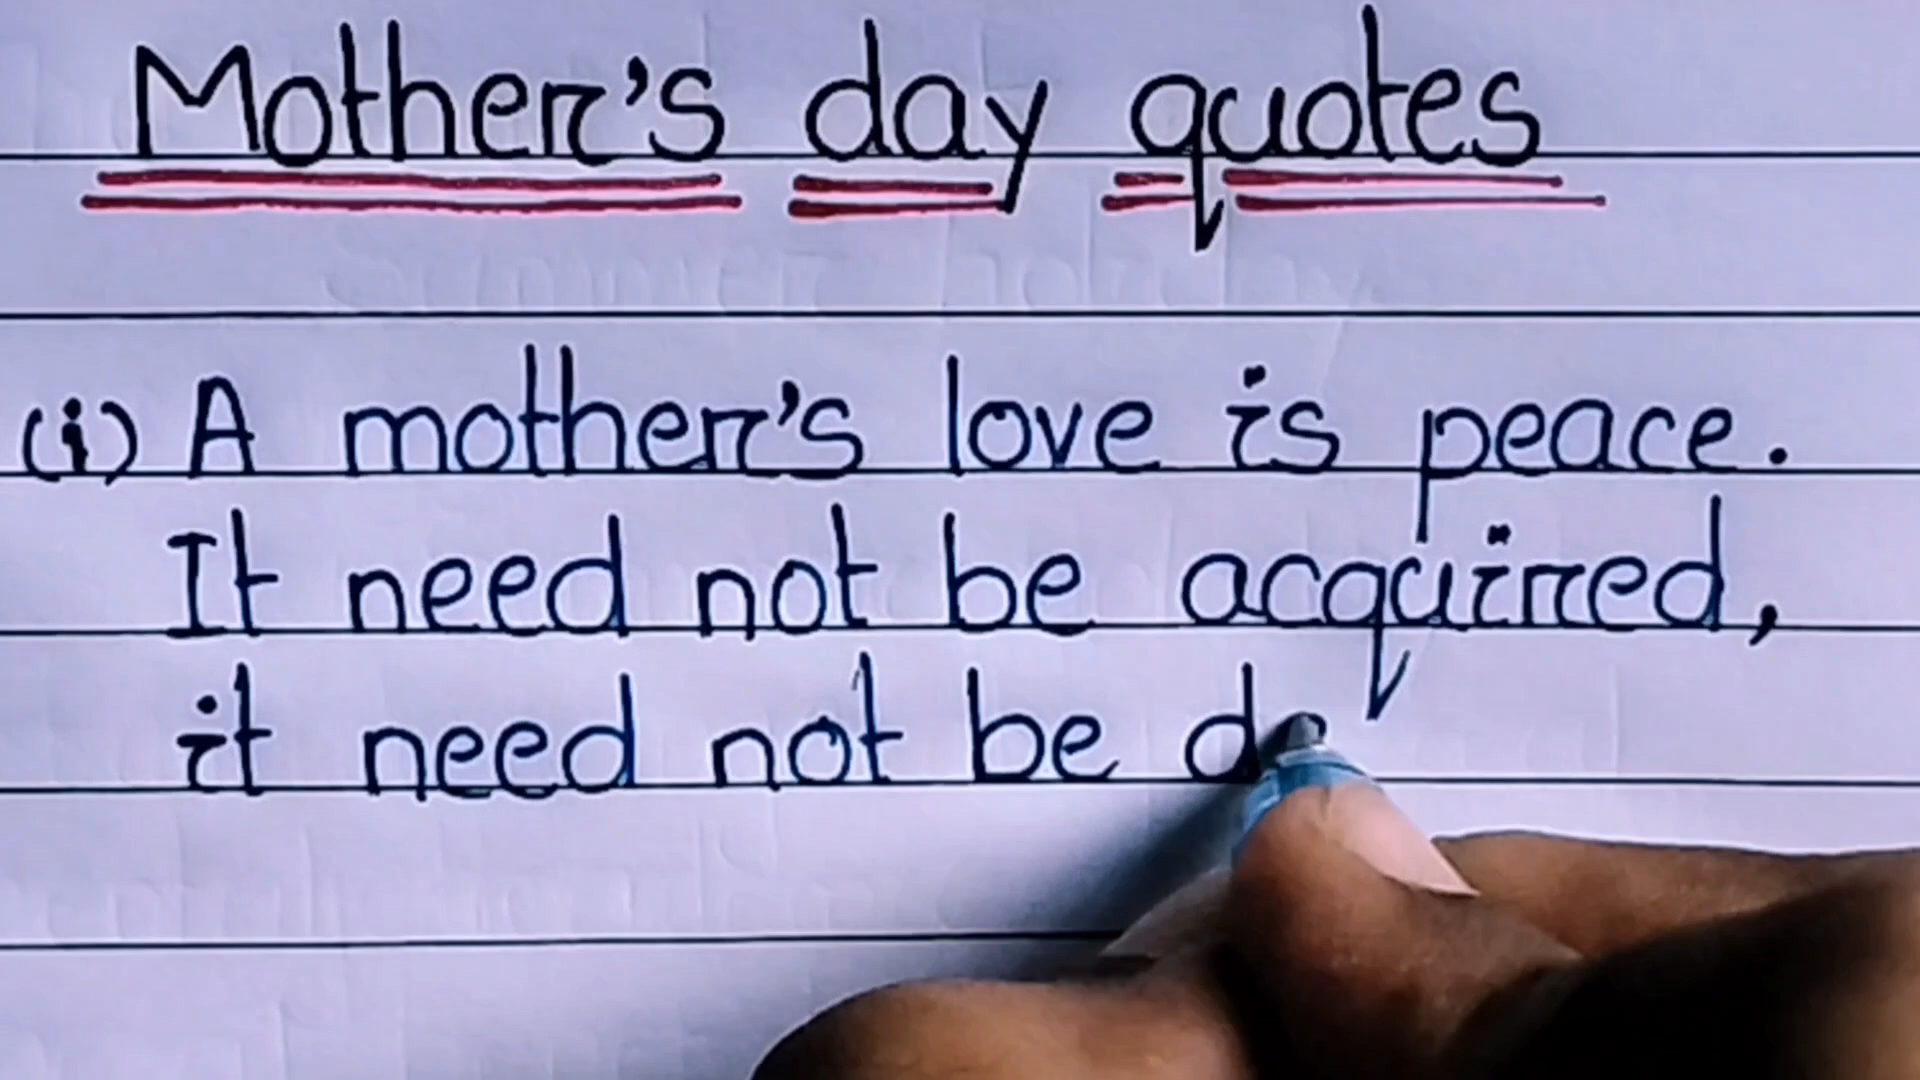 Mother's day quotes
(i) A mother's love is peace.
It need not be acquired,
it need not be d